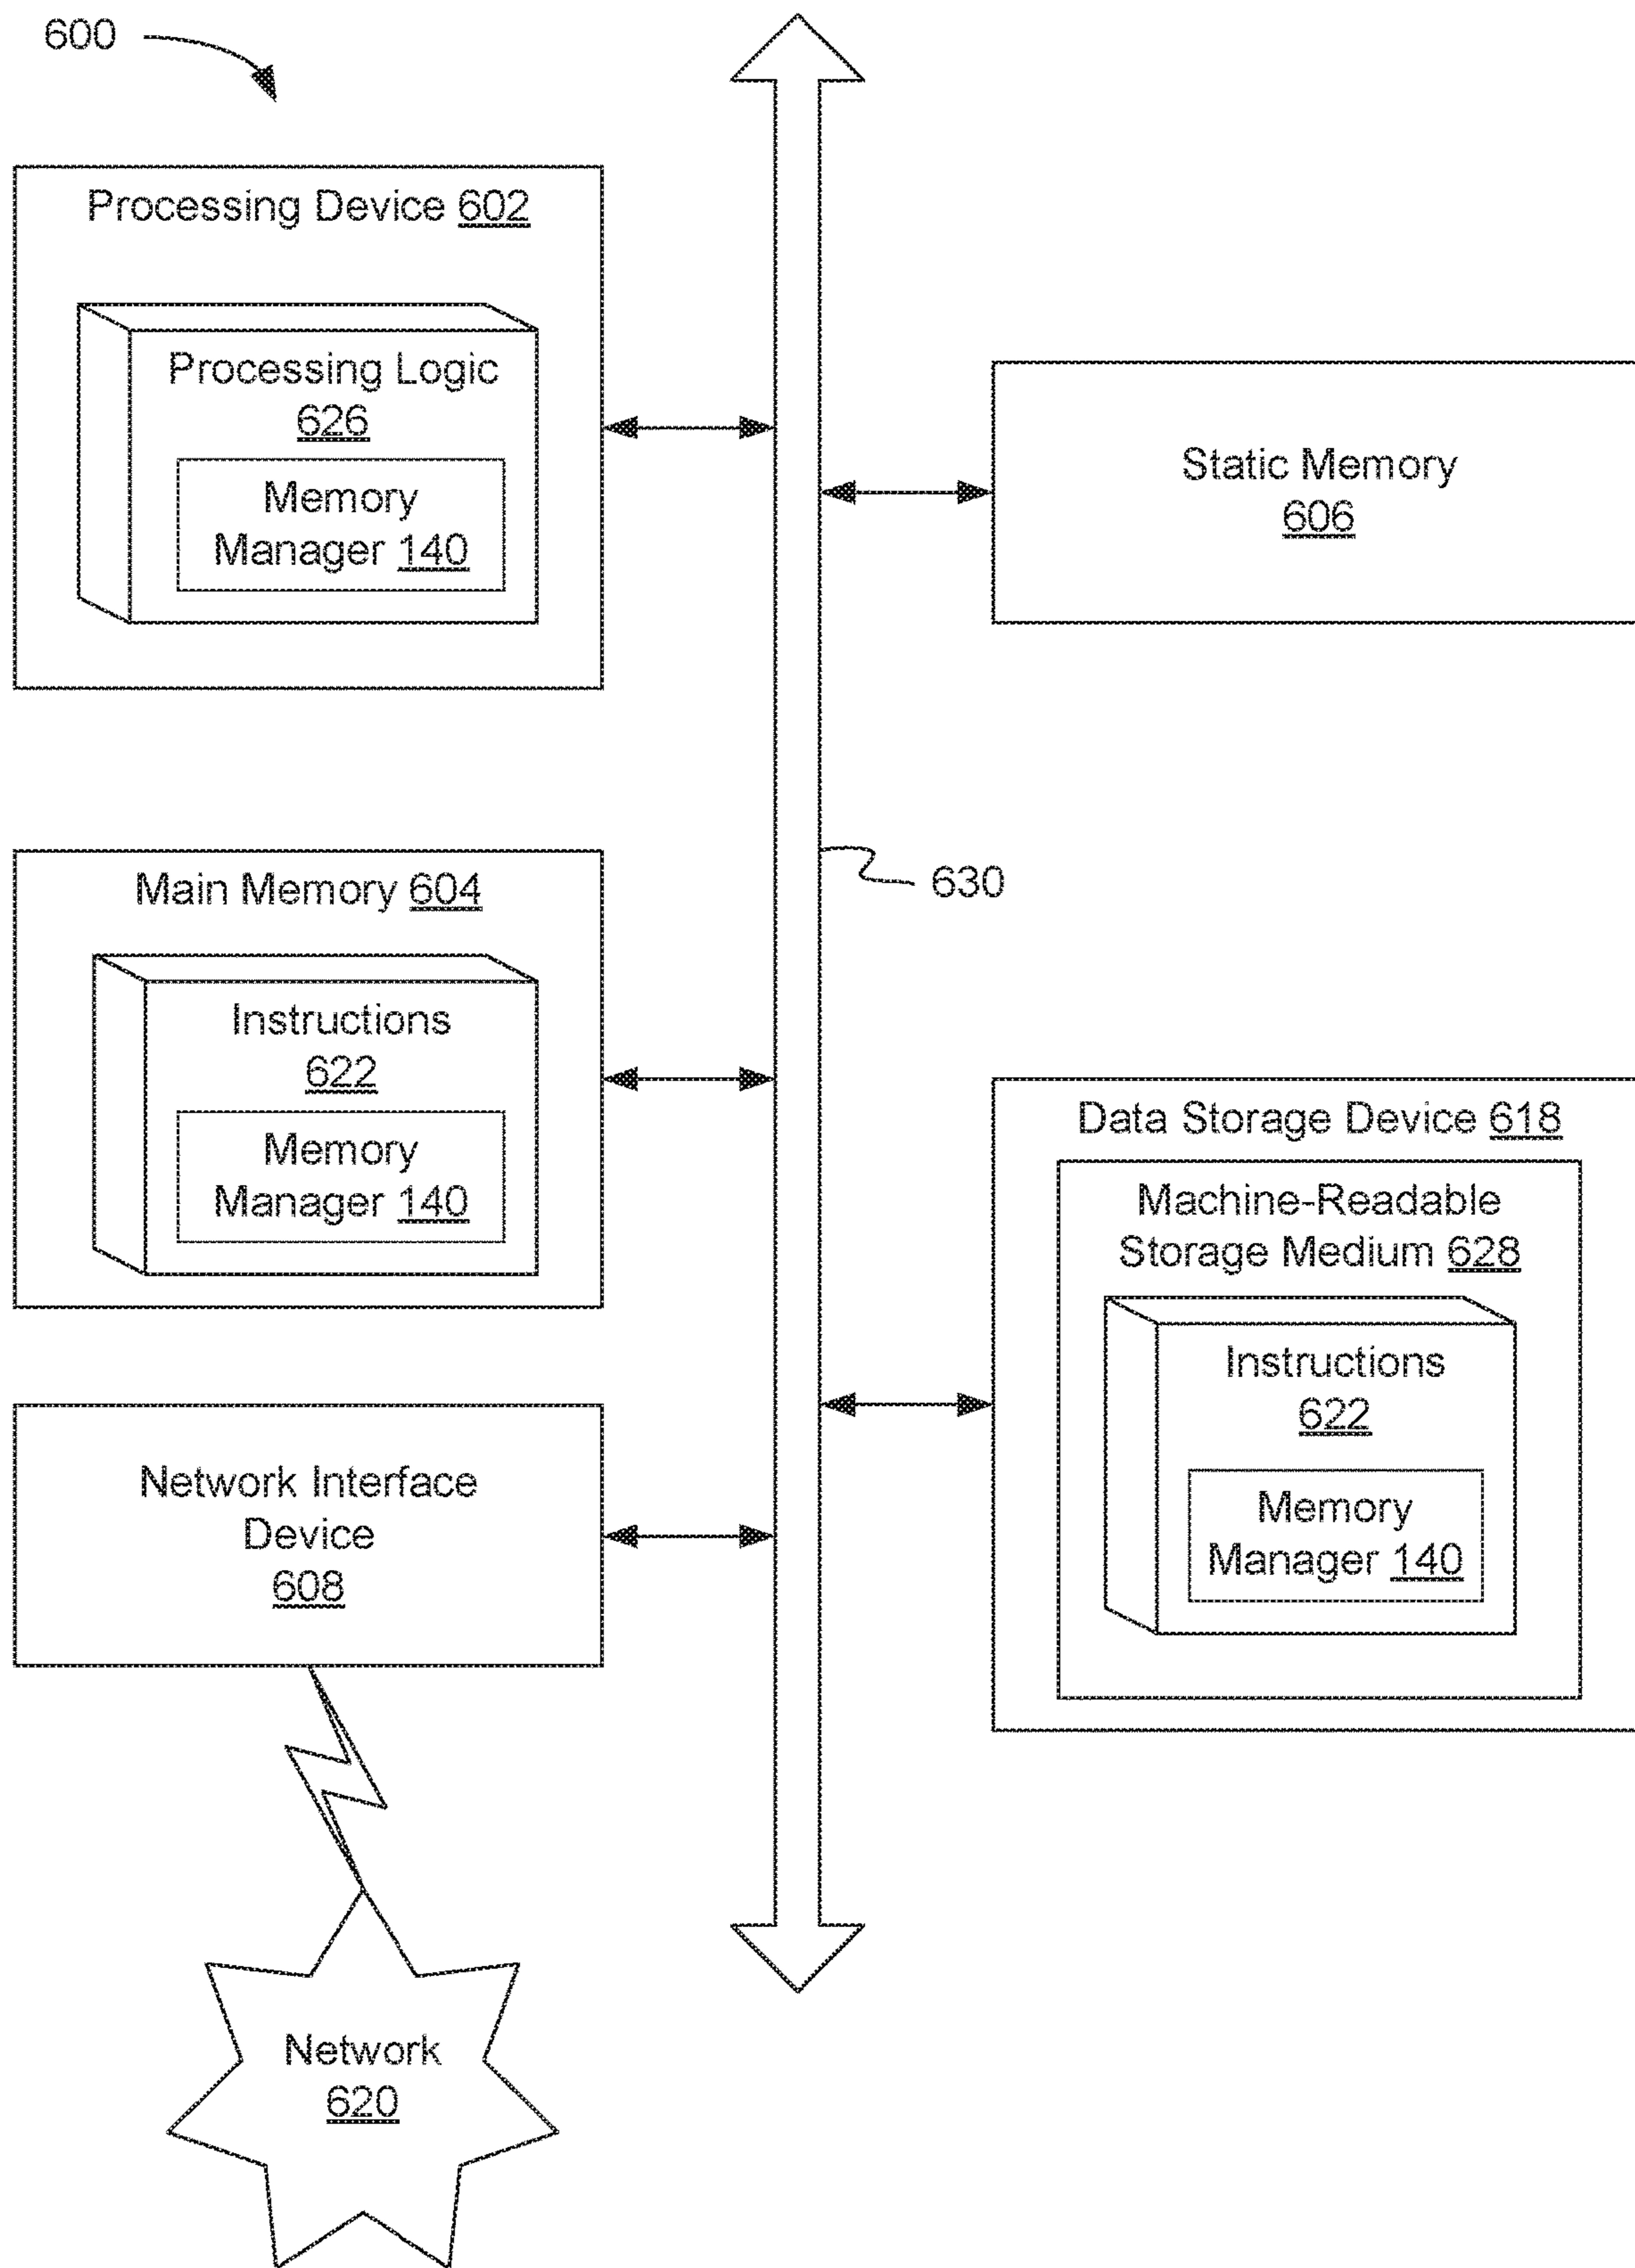 600
Processing Device 602
Processing Logic
626
Memory
Manager 140
Static Memory
606
630
Main Memory 604
Instructions
622
Memory
Manager 140
Data Storage Device 618
Machine-Readable
Storage Medium 628
Instructions
622
Memory
Manager 140
Network Interface
Device
608
Network
620